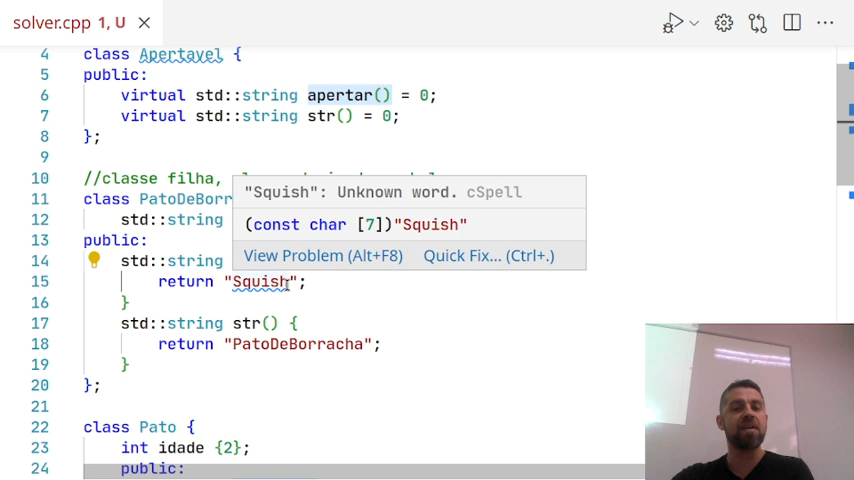 solver.cpp 1, U
4 class Apertavel {
5 public:
6 virtual std::string apertar() = 0;
7 virtual std::string str() = 0;
8 };
9
10 //classe filha,
11 class PatoDeBorr
12 std::string
13 public:
14 std::string
15 return "Squish";
16 }
17 std::string str() {
18 return "PatoDeBorracha";
19 }
20 };
21
22 class Pato {
23 int idade {2};
24 public:
"Squish": Unknown word. cSpell
(const char [7])"Squish"
View Problem (Alt+F8) Quick Fix... (Ctrl+.)